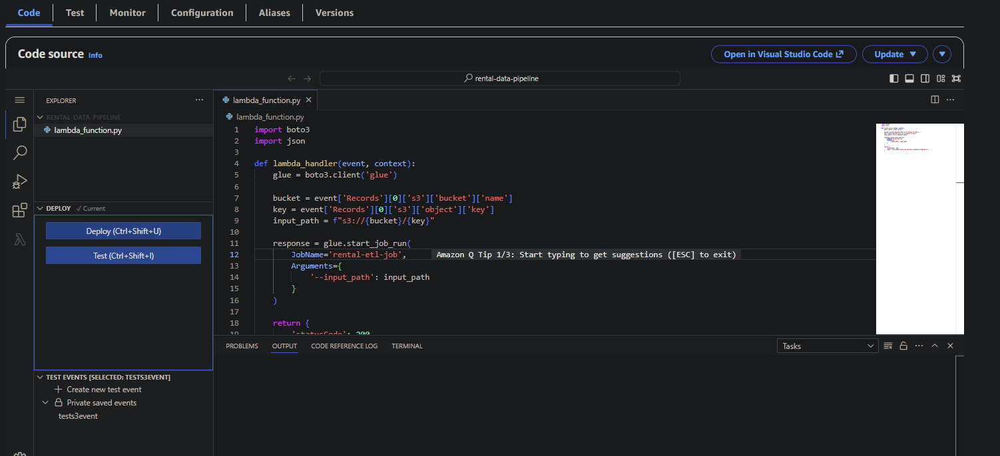 Code Test Monitor Configuration Aliases Versions
Code source Info
Open in Visual Studio Code Update
rental-data-pipeline
EXPLORER
RENTAL-DATA-PIPELINE
lambda_function.py
DEPLOY ✓ Current
Deploy (Ctrl+Shift+U)
Test (Ctrl+Shift+I)
TEST EVENTS [SELECTED: TESTS3EVENT]
Create new test event
Private saved events
tests3event
lambda_function.py
lambda_function.py
1 import boto3
2 import json
3
4 def lambda_handler(event, context):
5 glue = boto3.client('glue')
6
7 bucket = event['Records'][0]['s3']['bucket']['name']
8 key = event['Records'][0]['s3']['object']['key']
9 input_path = f"s3://{bucket}/{key}"
10
11 response = glue.start_job_run(
12 JobName='rental-etl-job', Amazon Q Tip 1/3: Start typing to get suggestions ([ESC] to exit)
13 Arguments={
14 '--input_path': input_path
15 }
16 )
17
18 return {
19 'statusCode': 200
PROBLEMS OUTPUT CODE REFERENCE LOG TERMINAL
Tasks